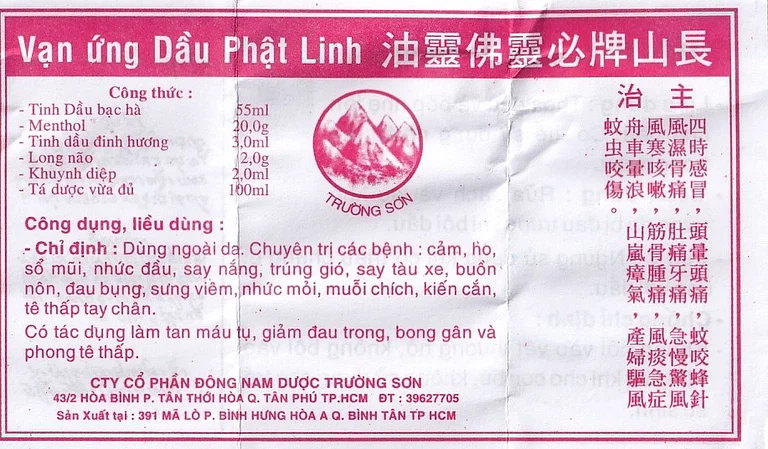 Vạn ứng Dầu Phật Linh 長山牌必靈佛靈油
Công thức :
- Tinh Dầu bạc hà 55ml
- Menthol 20,0g
- Tinh dầu đinh hương 3,0ml
- Long não 2,0g
- Khuynh diệp 2,0ml
- Tá dược vừa đủ 100ml
TRƯỜNG SƠN
Công dụng, liều dùng :
- Chỉ định : Dùng ngoài da. Chuyên trị các bệnh : cảm, ho,
sổ mũi, nhức đầu, say nắng, trúng gió, say tàu xe, buồn
nôn, đau bụng, sưng viêm, nhức mỏi, muỗi chích, kiến cắn,
tê thấp tay chân.
Có tác dụng làm tan máu tụ, giảm đau trong, bong gân và
phong tê thấp.
CTY CỔ PHẦN ĐÔNG NAM DƯỢC TRƯỜNG SƠN
43/2 HÒA BÌNH P. TÂN THỚI HÒA Q. TÂN PHÚ TP.HCM ĐT : 39627705
Sản Xuất tại : 391 MÃ LÒ P. BÌNH HƯNG HÒA A Q. BÌNH TÂN TP HCM
主治
四時感冒，頭暈頭痛，蚊咬蜂針
風濕骨痛，肚痛牙痛，急慢驚風
風寒咳嗽，筋骨腫痛，風痰急症
舟車暈浪，山嵐瘴氣，產婦驅風
蚊虫咬傷。